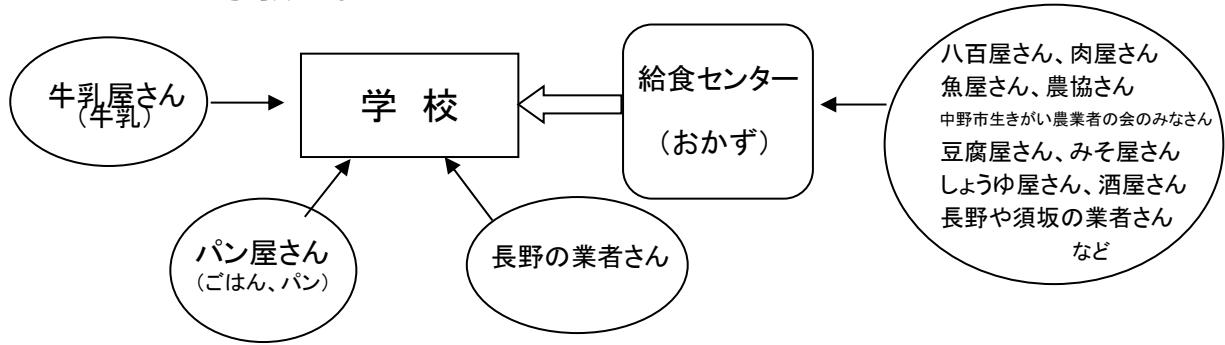 牛乳屋さん
（牛乳）
学 校
給食センター
（おかず）
八百屋さん、肉屋さん
魚屋さん、農協さん
中野市生きがい農業者の会のみなさん
豆腐屋さん、みそ屋さん
しょうゆ屋さん、酒屋さん
長野や須坂の業者さん
など
パン屋さん
（ごはん、パン）
長野の業者さん